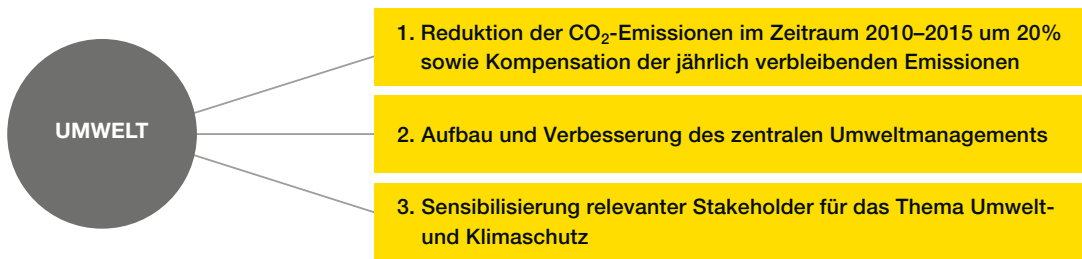 UMWELT
1. Reduktion der CO₂-Emissionen im Zeitraum 2010–2015 um 20%
sowie Kompensation der jährlich verbleibenden Emissionen
2. Aufbau und Verbesserung des zentralen Umweltmanagements
3. Sensibilisierung relevanter Stakeholder für das Thema Umwelt-
und Klimaschutz